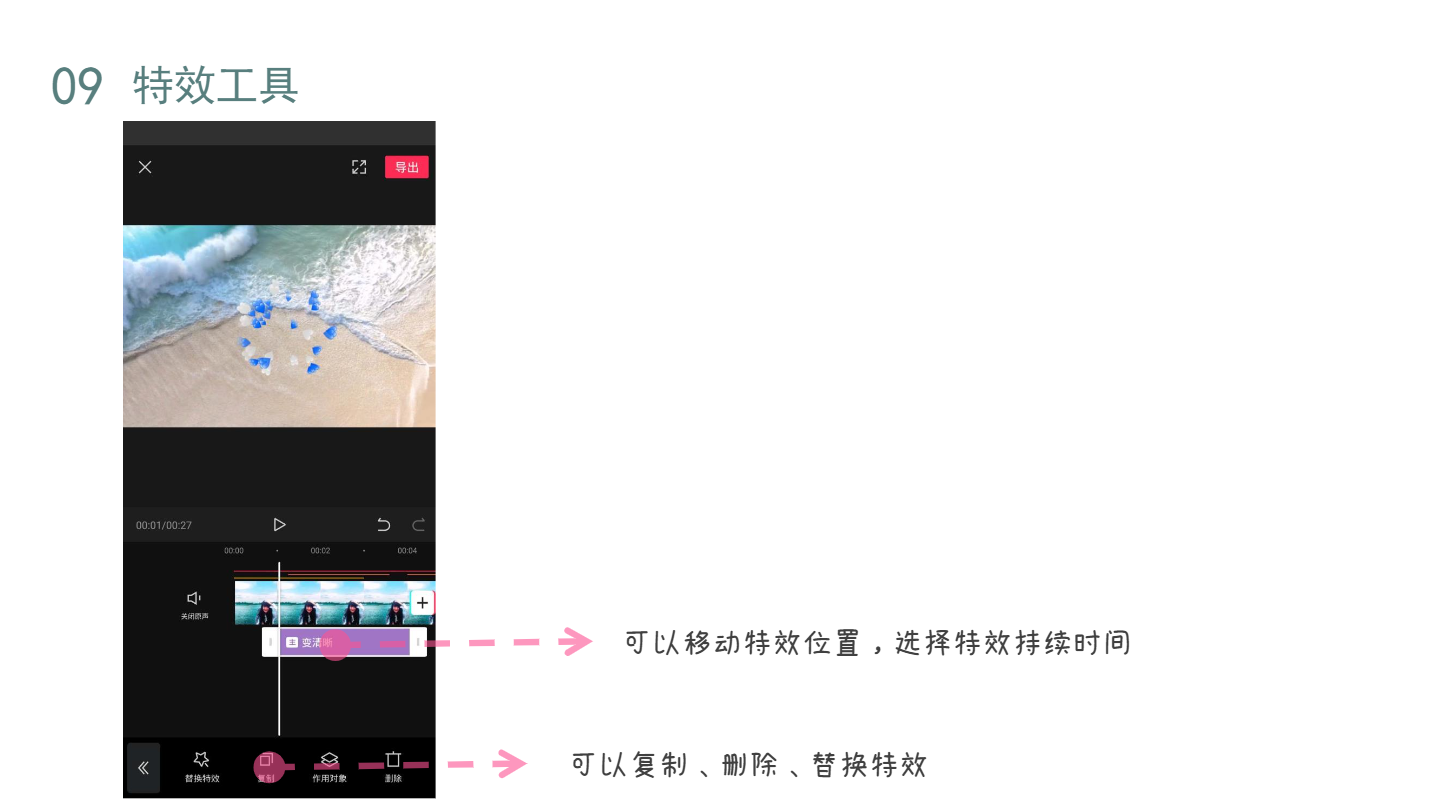 09 特效工具
导出
00:01/00:27
00:00 00:02 00:04
关闭原声
主 变清晰
可以移动特效位置，选择特效持续时间
可以复制、删除、替换特效
替换特效 复制 作用对象 删除